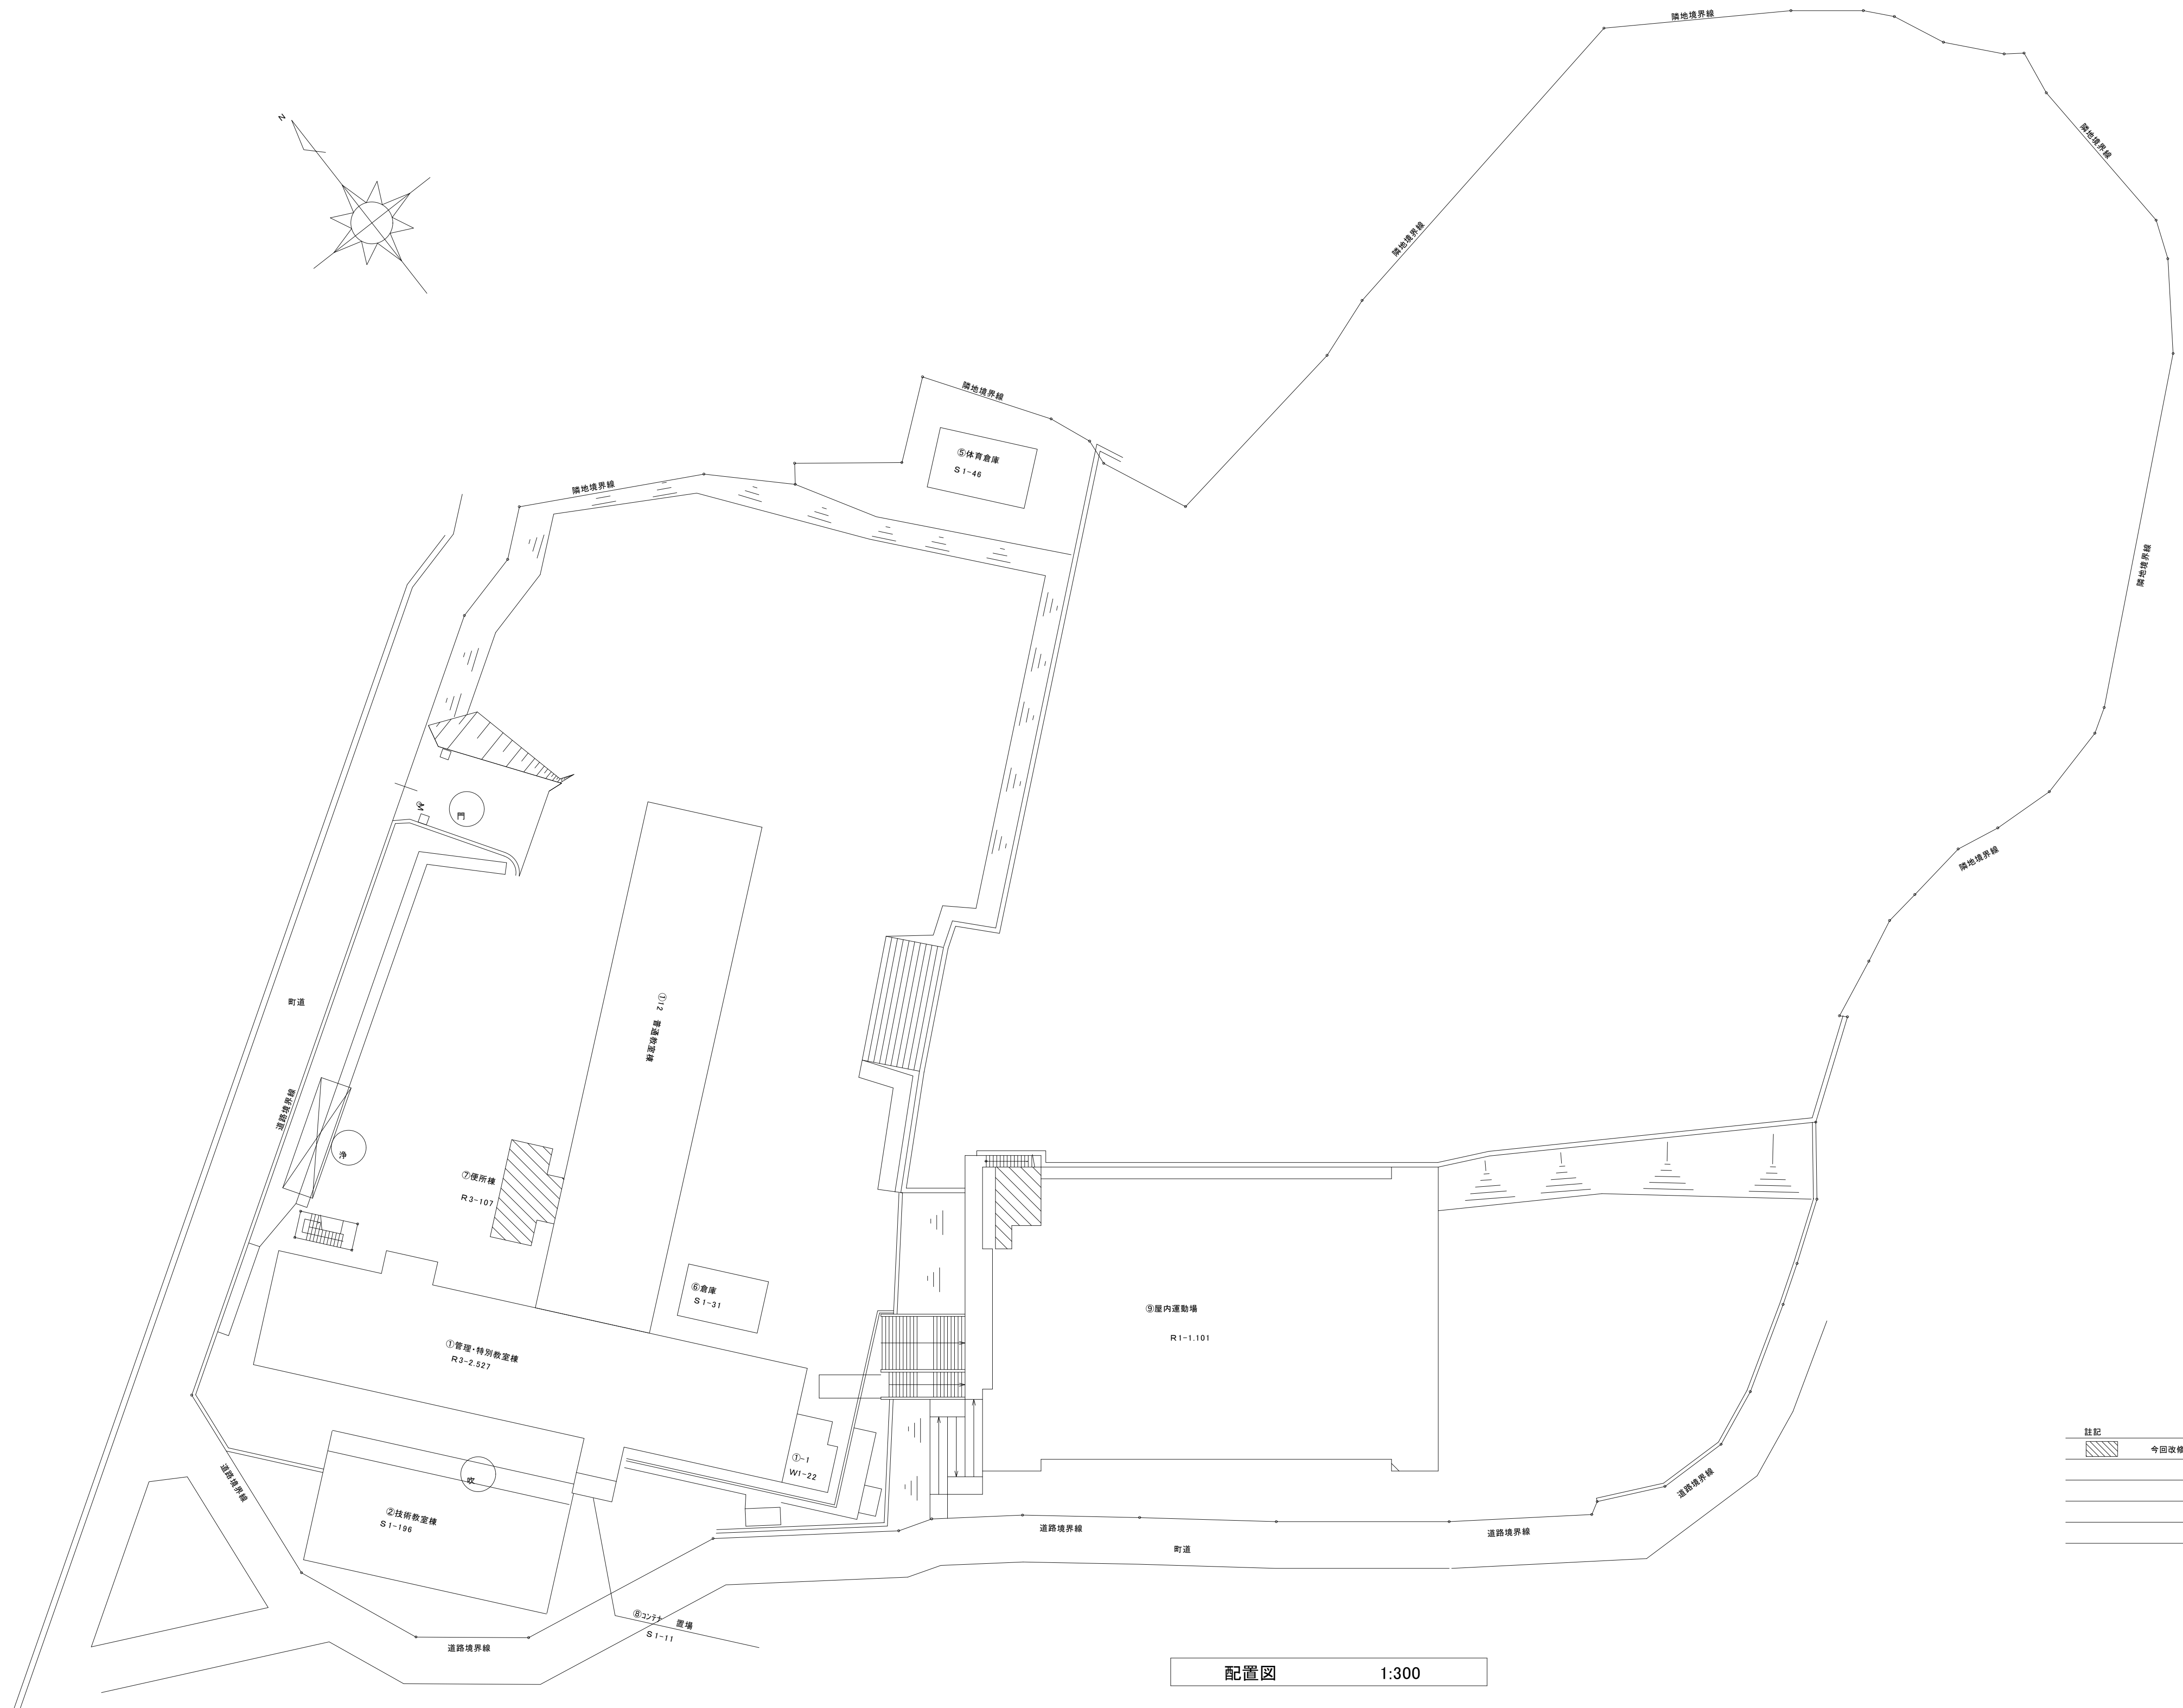 隣地境界線
N
隣地境界線
隣地境界線
隣地境界線
⑤体育倉庫
S1-46
隣地境界線
隣地境界線
M
門
隣地境界線
町道
①12 普通教室棟
道路境界線
浄
⑦便所棟
R3-107
⑥倉庫
S1-31
⑨屋内運動場
R1-1.101
①管理・特別教室棟
R3-2.527
註記
今回改修
①-1
W1-22
吹
道路境界線
道路境界線
②技術教室棟
S1-196
道路境界線
道路境界線
町道
⑧コンテナ 置場
S1-11
道路境界線
配置図 1:300